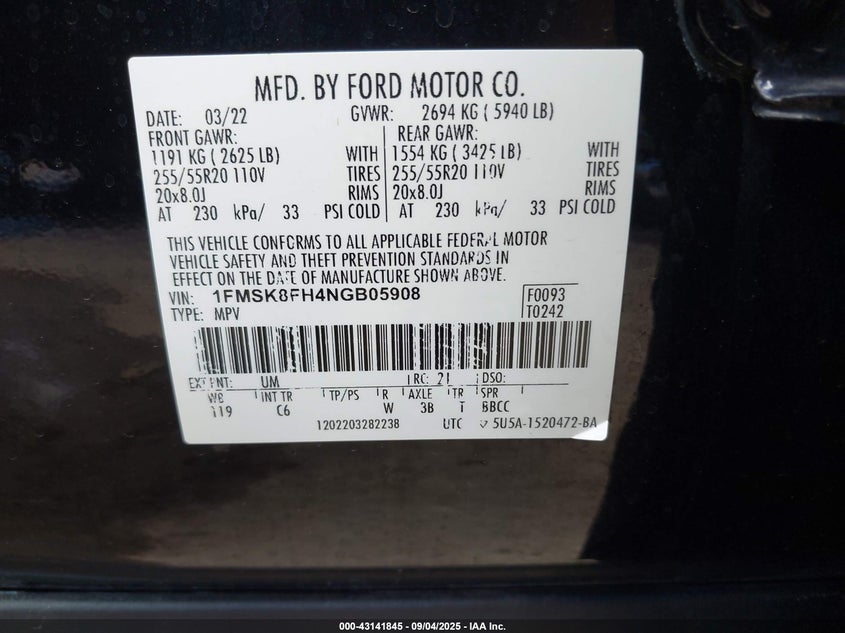 MFD. BY FORD MOTOR CO.
DATE: 03/22 GVWR: 2694 KG ( 5940 LB)
FRONT GAWR: REAR GAWR:
1191 KG ( 2625 LB) WITH 1554 KG ( 3425 LB) WITH
255/55R20 110V TIRES 255/55R20 110V TIRES
20x8.0J RIMS 20x8.0J RIMS
AT 230 kPa/ 33 PSI COLD AT 230 kPa/ 33 PSI COLD
THIS VEHICLE CONFORMS TO ALL APPLICABLE FEDERAL MOTOR
VEHICLE SAFETY AND THEFT PREVENTION STANDARDS IN
EFFECT ON THE DATE OF MANUFACTURE SHOWN ABOVE.
VIN: 1FMSK8FH4NGB05908 F0093
TYPE: MPV T0242
EXT PNT: UM RC: 21 DSO:
WB INT TR TP/PS R AXLE TR SPR
119 C6 W 3B T BBCC
1202203282238 UTC 5U5A-1520472-BA
000-43141845 - 09/04/2025 - IAA Inc.